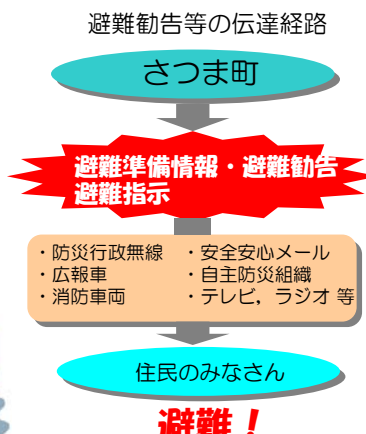 避難勧告等の伝達経路
さつま町
避難準備情報・避難勧告
避難指示
・防災行政無線 ・安全安心メール
・広報車 ・自主防災組織
・消防車両 ・テレビ，ラジオ 等
住民のみなさん
避難！